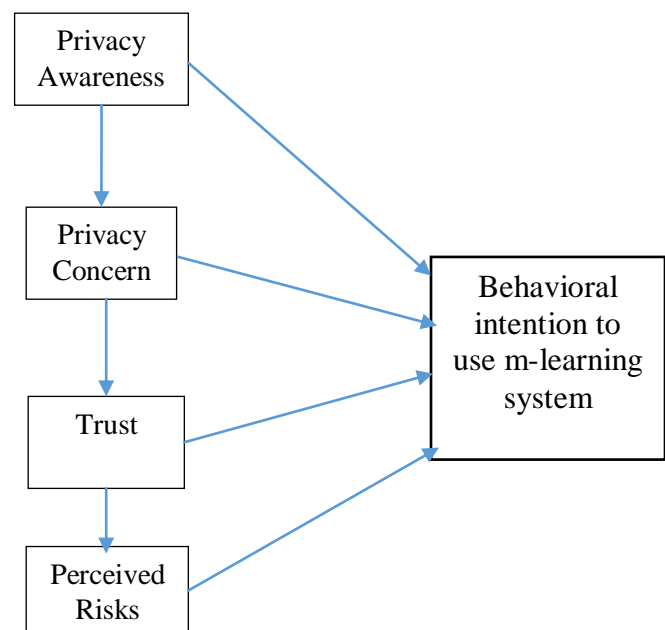 Privacy
Awareness
Privacy
Concern
Behavioral
intention to
use m-learning
system
Trust
Perceived
Risks